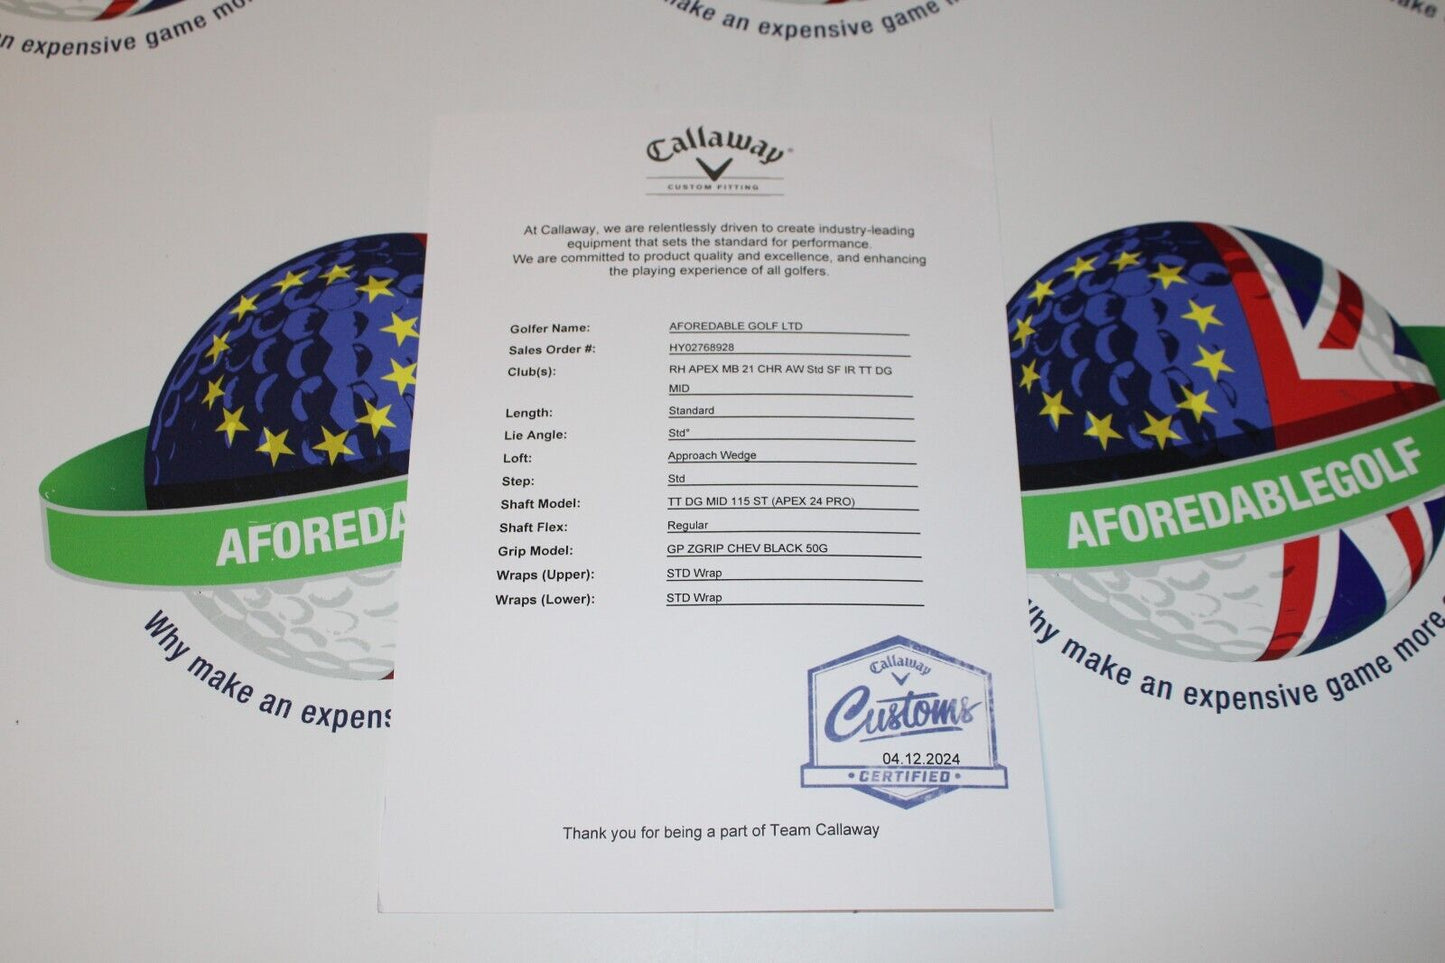 n expensive game mo
ake an expensive game m
ake
Callaway
CUSTOM FITTING
At Callaway, we are relentlessly driven to create industry-leading
equipment that sets the standard for performance.
We are committed to product quality and excellence, and enhancing
the playing experience of all golfers.
Golfer Name: AFOREDABLE GOLF LTD
Sales Order #: HY02768928
Club(s): RH APEX MB 21 CHR AW Std SF IR TT DG
MID
Length: Standard
Lie Angle: Std°
Loft: Approach Wedge
Step: Std
Shaft Model: TT DG MID 115 ST (APEX 24 PRO)
Shaft Flex: Regular
Grip Model: GP ZGRIP CHEV BLACK 50G
Wraps (Upper): STD Wrap
Wraps (Lower): STD Wrap
Callaway
Customs
04.12.2024
• CERTIFIED •
Thank you for being a part of Team Callaway
AFOREDA
Why make an expens
AFOREDABLEGOLF
hy make an expensive game more